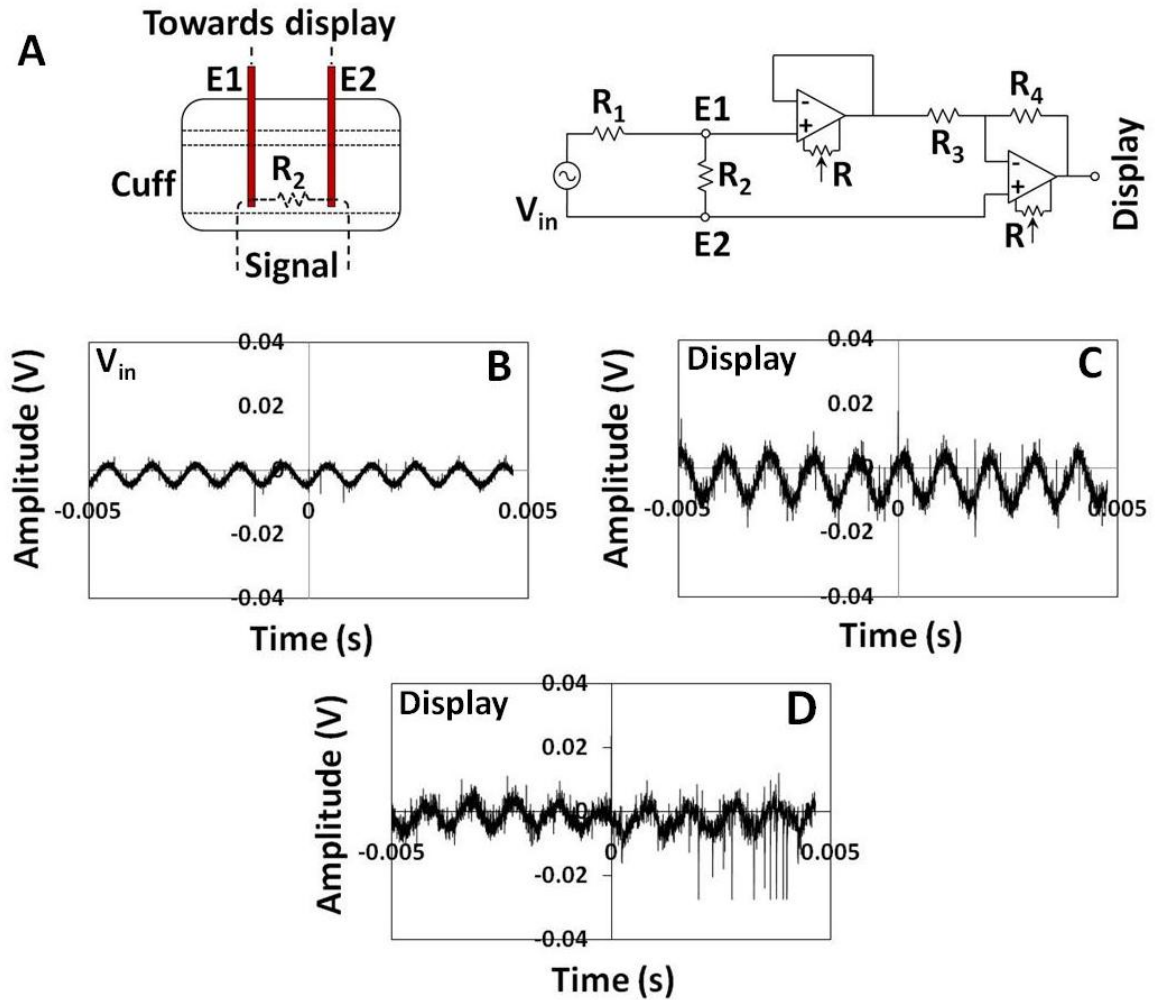 A
Towards display
E1 E2
Cuff
R2
Signal
R1
E1
R2
E2
Vin
-
+
R
R3
R4
-
+
R
Display
Vin
B
Amplitude (V)
0.04
0.02
0
-0.02
-0.04
-0.005
0
0.005
Time (s)
Display
C
Amplitude (V)
0.04
0.02
0
-0.02
-0.04
-0.005
0
0.005
Time (s)
Display
D
Amplitude (V)
0.04
0.02
0
-0.02
-0.04
-0.005
0
0.005
Time (s)